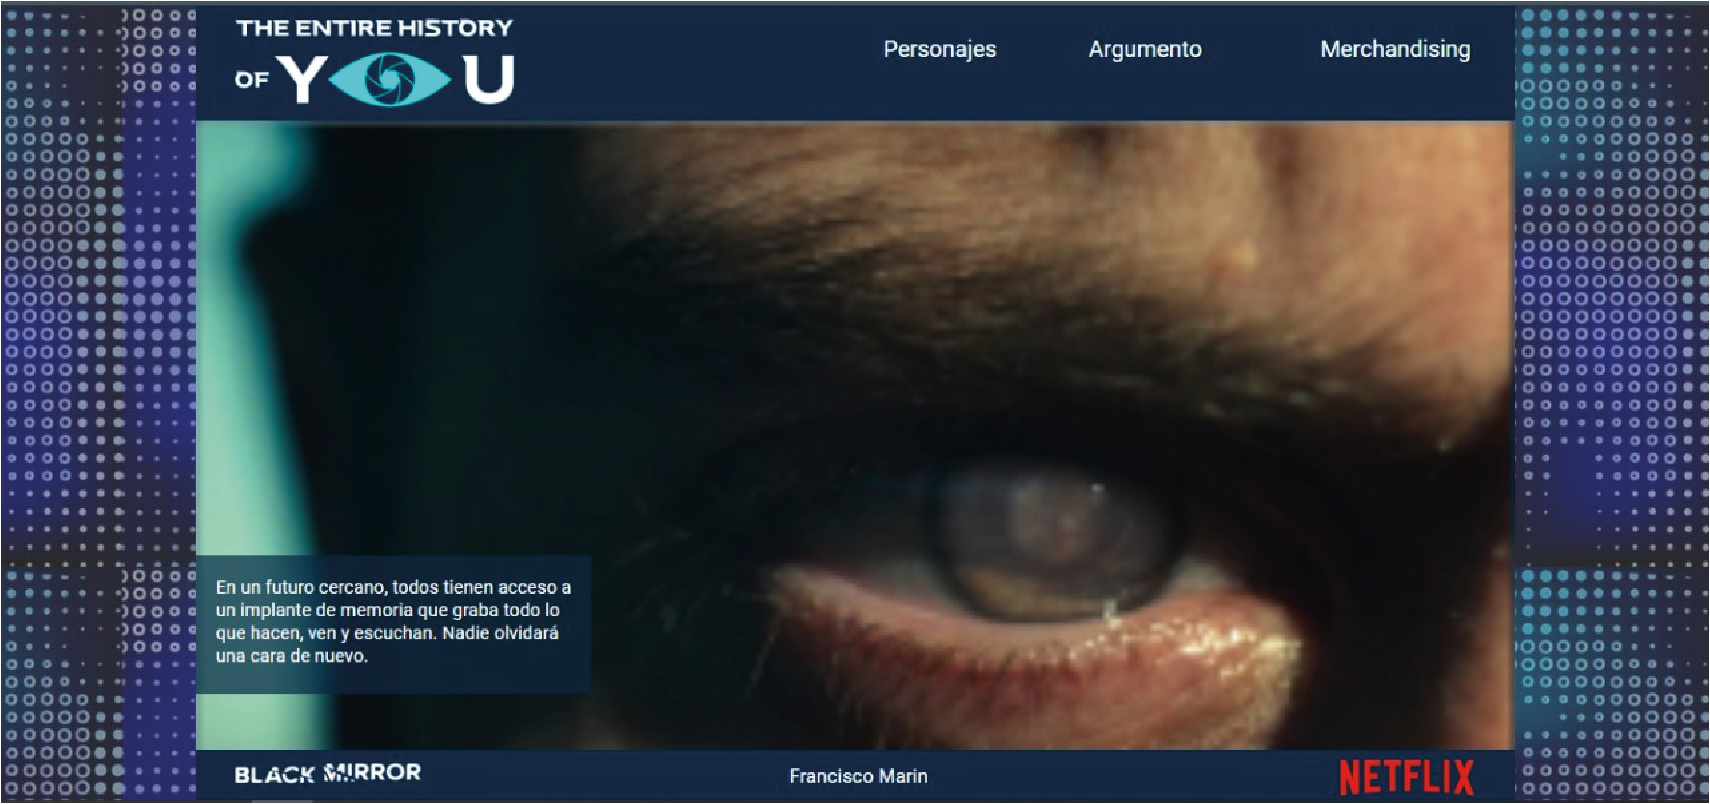 THE ENTIRE HISTORY
OF YOU
Personajes
Argumento
Merchandising
En un futuro cercano, todos tienen acceso a
un implante de memoria que graba todo lo
que hacen, ven y escuchan. Nadie olvidará
una cara de nuevo.
BLACK MIRROR
Francisco Marin
NETFLIX